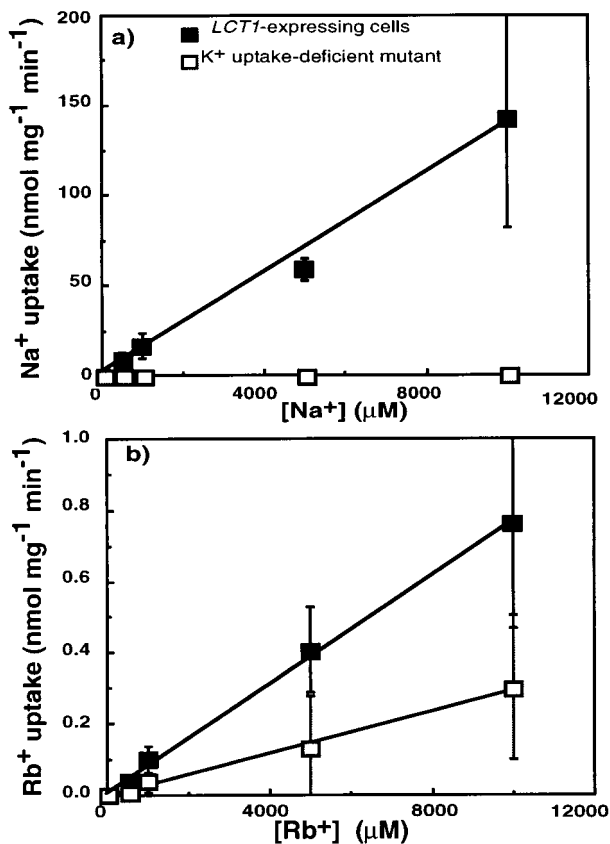 a)
LCT1-expressing cells
K+ uptake-deficient mutant
Na+ uptake (nmol mg-1 min-1)
200
150
100
50
0
0 4000 8000 12000
[Na+] (μM)
b)
Rb+ uptake (nmol mg-1 min-1)
1.0
0.8
0.6
0.4
0.2
0.0
0 4000 8000 12000
[Rb+] (μM)